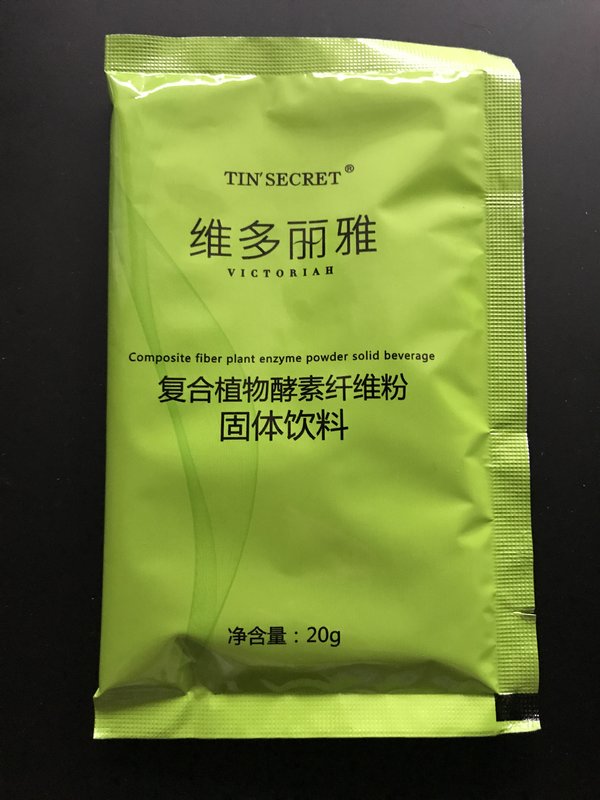 TIN'SECRET®
维多丽雅
VICTORIAH
Composite fiber plant enzyme powder solid beverage
复合植物酵素纤维粉
固体饮料
净含量：20g